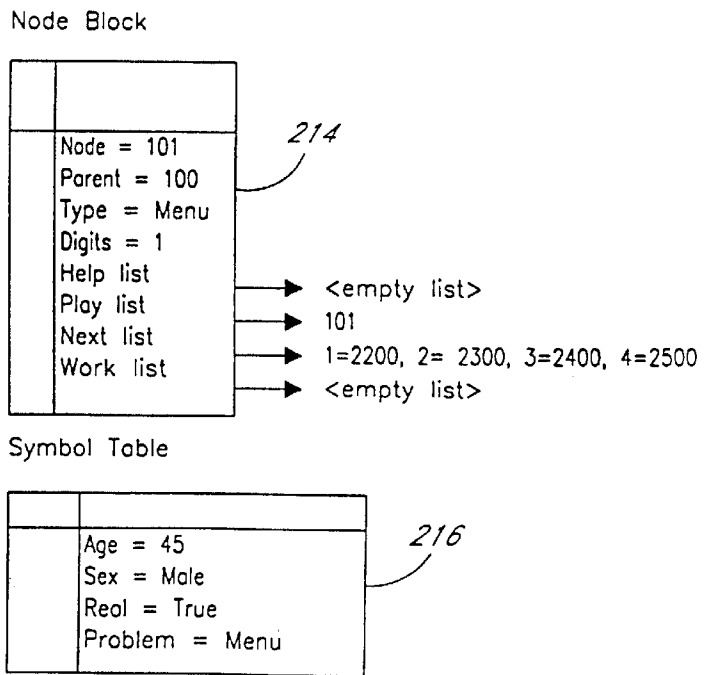 Node Block
214
Node = 101
Parent = 100
Type = Menu
Digits = 1
Help list
<empty list>
Play list
101
Next list
1=2200, 2= 2300, 3=2400, 4=2500
Work list
<empty list>
Symbol Table
216
Age = 45
Sex = Male
Real = True
Problem = Menu